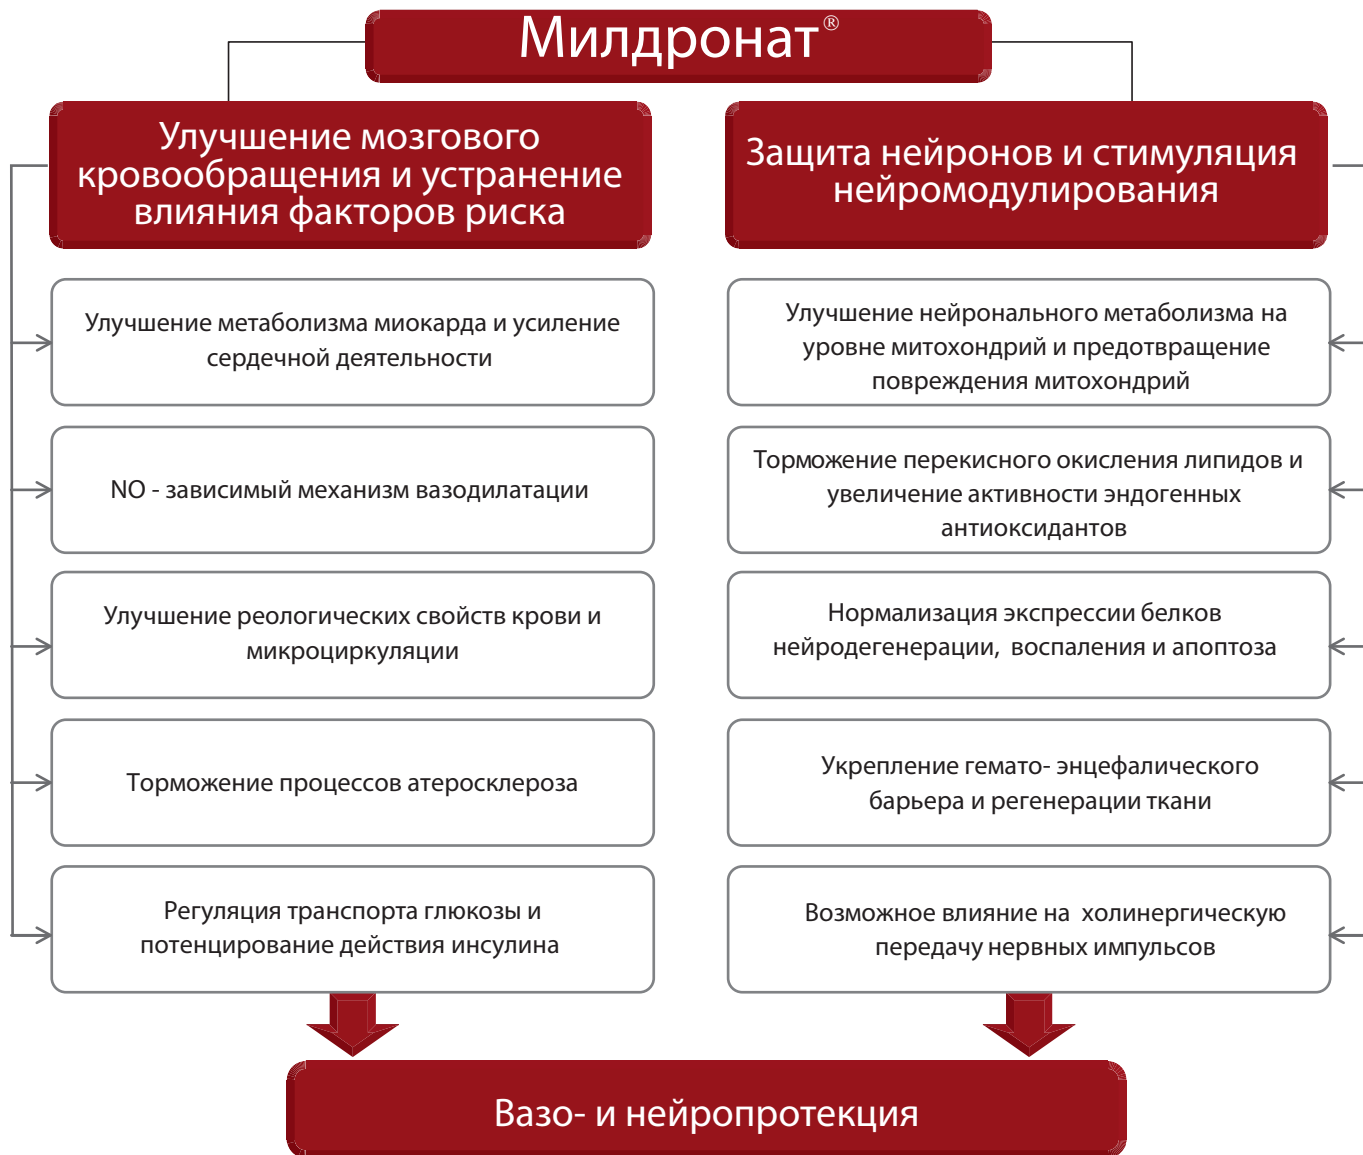 Милдронат®
Улучшение мозгового
кровообращения и устранение
влияния факторов риска
Улучшение метаболизма миокарда и усиление
сердечной деятельности
NO - зависимый механизм вазодилатации
Улучшение реологических свойств крови и
микроциркуляции
Торможение процессов атеросклероза
Регуляция транспорта глюкозы и
потенцирование действия инсулина
Защита нейронов и стимуляция
нейромодулирования
Улучшение нейронального метаболизма на
уровне митохондрий и предотвращение
повреждения митохондрий
Торможение перекисного окисления липидов и
увеличение активности эндогенных
антиоксидантов
Нормализация экспрессии белков
нейродегенерации, воспаления и апоптоза
Укрепление гемато- энцефалического
барьера и регенерации ткани
Возможное влияние на холинергическую
передачу нервных импульсов
Вазо- и нейропротекция